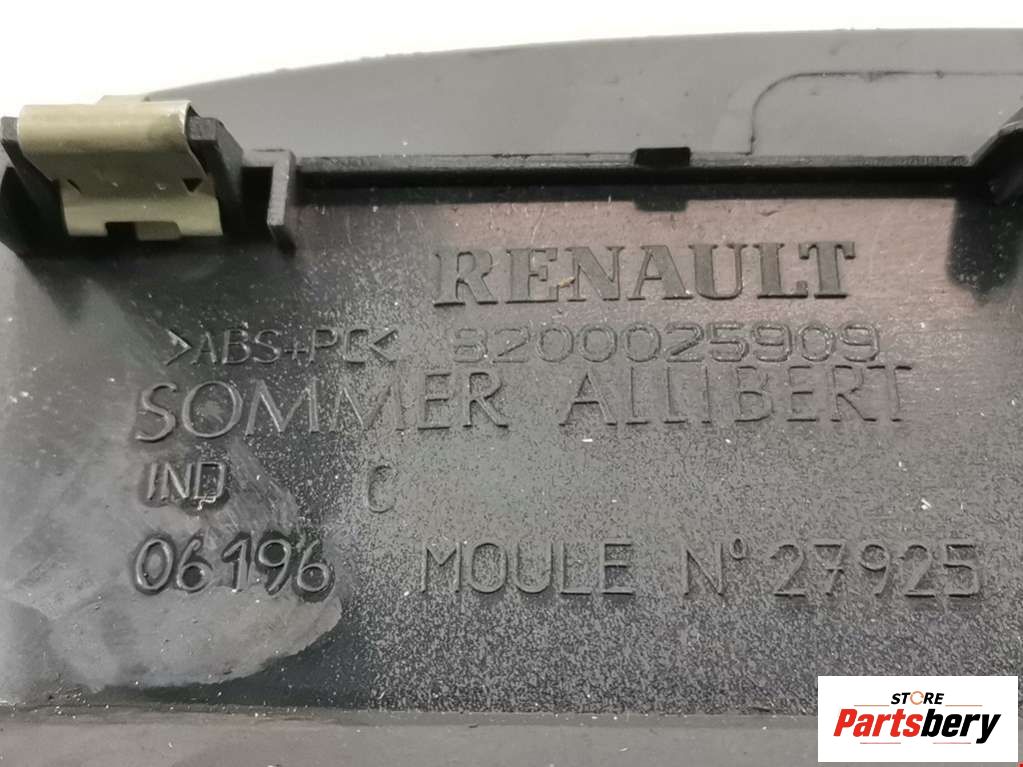 RENAULT
>ABS+PC< 8200025909
SOMMER ALLIBERT
IND C
06196 MOULE N° 27925
STORE
Partsbery